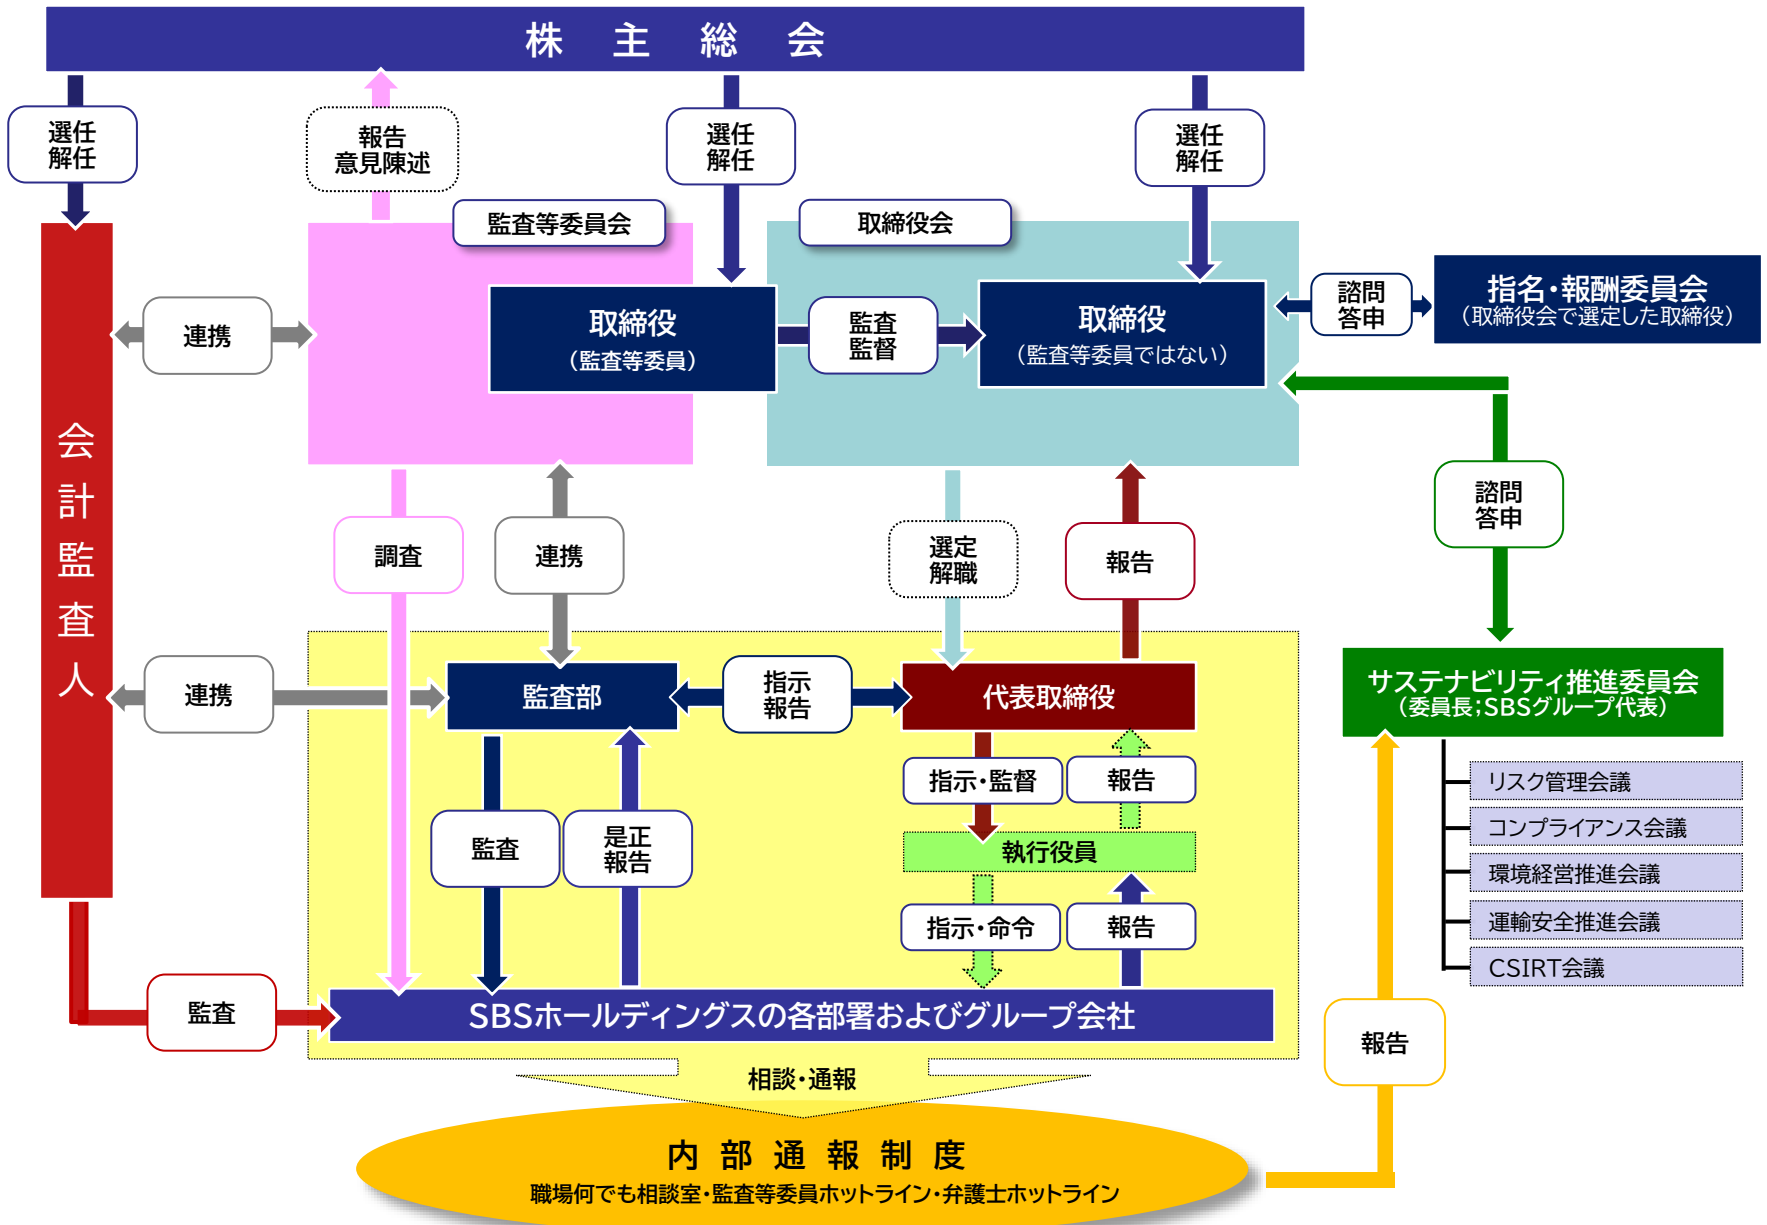 株 主 総 会
選任
解任
報告
意見陳述
選任
解任
選任
解任
監査等委員会
取締役会
連携
取締役
（監査等委員）
監査
監督
取締役
（監査等委員ではない）
諮問
答申
指名・報酬委員会
（取締役会で選定した取締役）
会計監査人
調査
連携
選定
解職
報告
諮問
答申
連携
監査部
指示
報告
代表取締役
サステナビリティ推進委員会
（委員長；SBSグループ代表）
指示・監督
報告
リスク管理会議
コンプライアンス会議
環境経営推進会議
運輸安全推進会議
CSIRT会議
監査
是正
報告
執行役員
指示・命令
報告
監査
SBSホールディングスの各部署およびグループ会社
報告
相談・通報
内 部 通 報 制 度
職場何でも相談室・監査等委員ホットライン・弁護士ホットライン